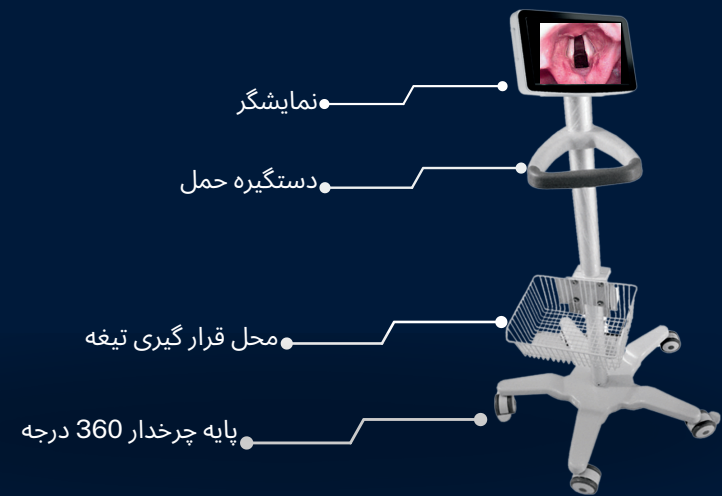 نمایشگر
دستگیره حمل
محل قرار گیری تیغه
پایه چرخدار 360 درجه